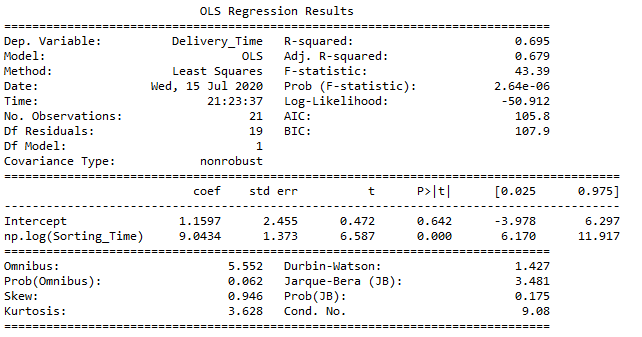 OLS Regression Results
==============================================================================
Dep. Variable: Delivery_Time R-squared: 0.695
Model: OLS Adj. R-squared: 0.679
Method: Least Squares F-statistic: 43.39
Date: Wed, 15 Jul 2020 Prob (F-statistic): 2.64e-06
Time: 21:23:37 Log-Likelihood: -50.912
No. Observations: 21 AIC: 105.8
Df Residuals: 19 BIC: 107.9
Df Model: 1
Covariance Type: nonrobust
========================================================================================
coef std err t P>|t| [0.025 0.975]
----------------------------------------------------------------------------------------
Intercept 1.1597 2.455 0.472 0.642 -3.978 6.297
np.log(Sorting_Time) 9.0434 1.373 6.587 0.000 6.170 11.917
==============================================================================
Omnibus: 5.552 Durbin-Watson: 1.427
Prob(Omnibus): 0.062 Jarque-Bera (JB): 3.481
Skew: 0.946 Prob(JB): 0.175
Kurtosis: 3.628 Cond. No. 9.08
==============================================================================